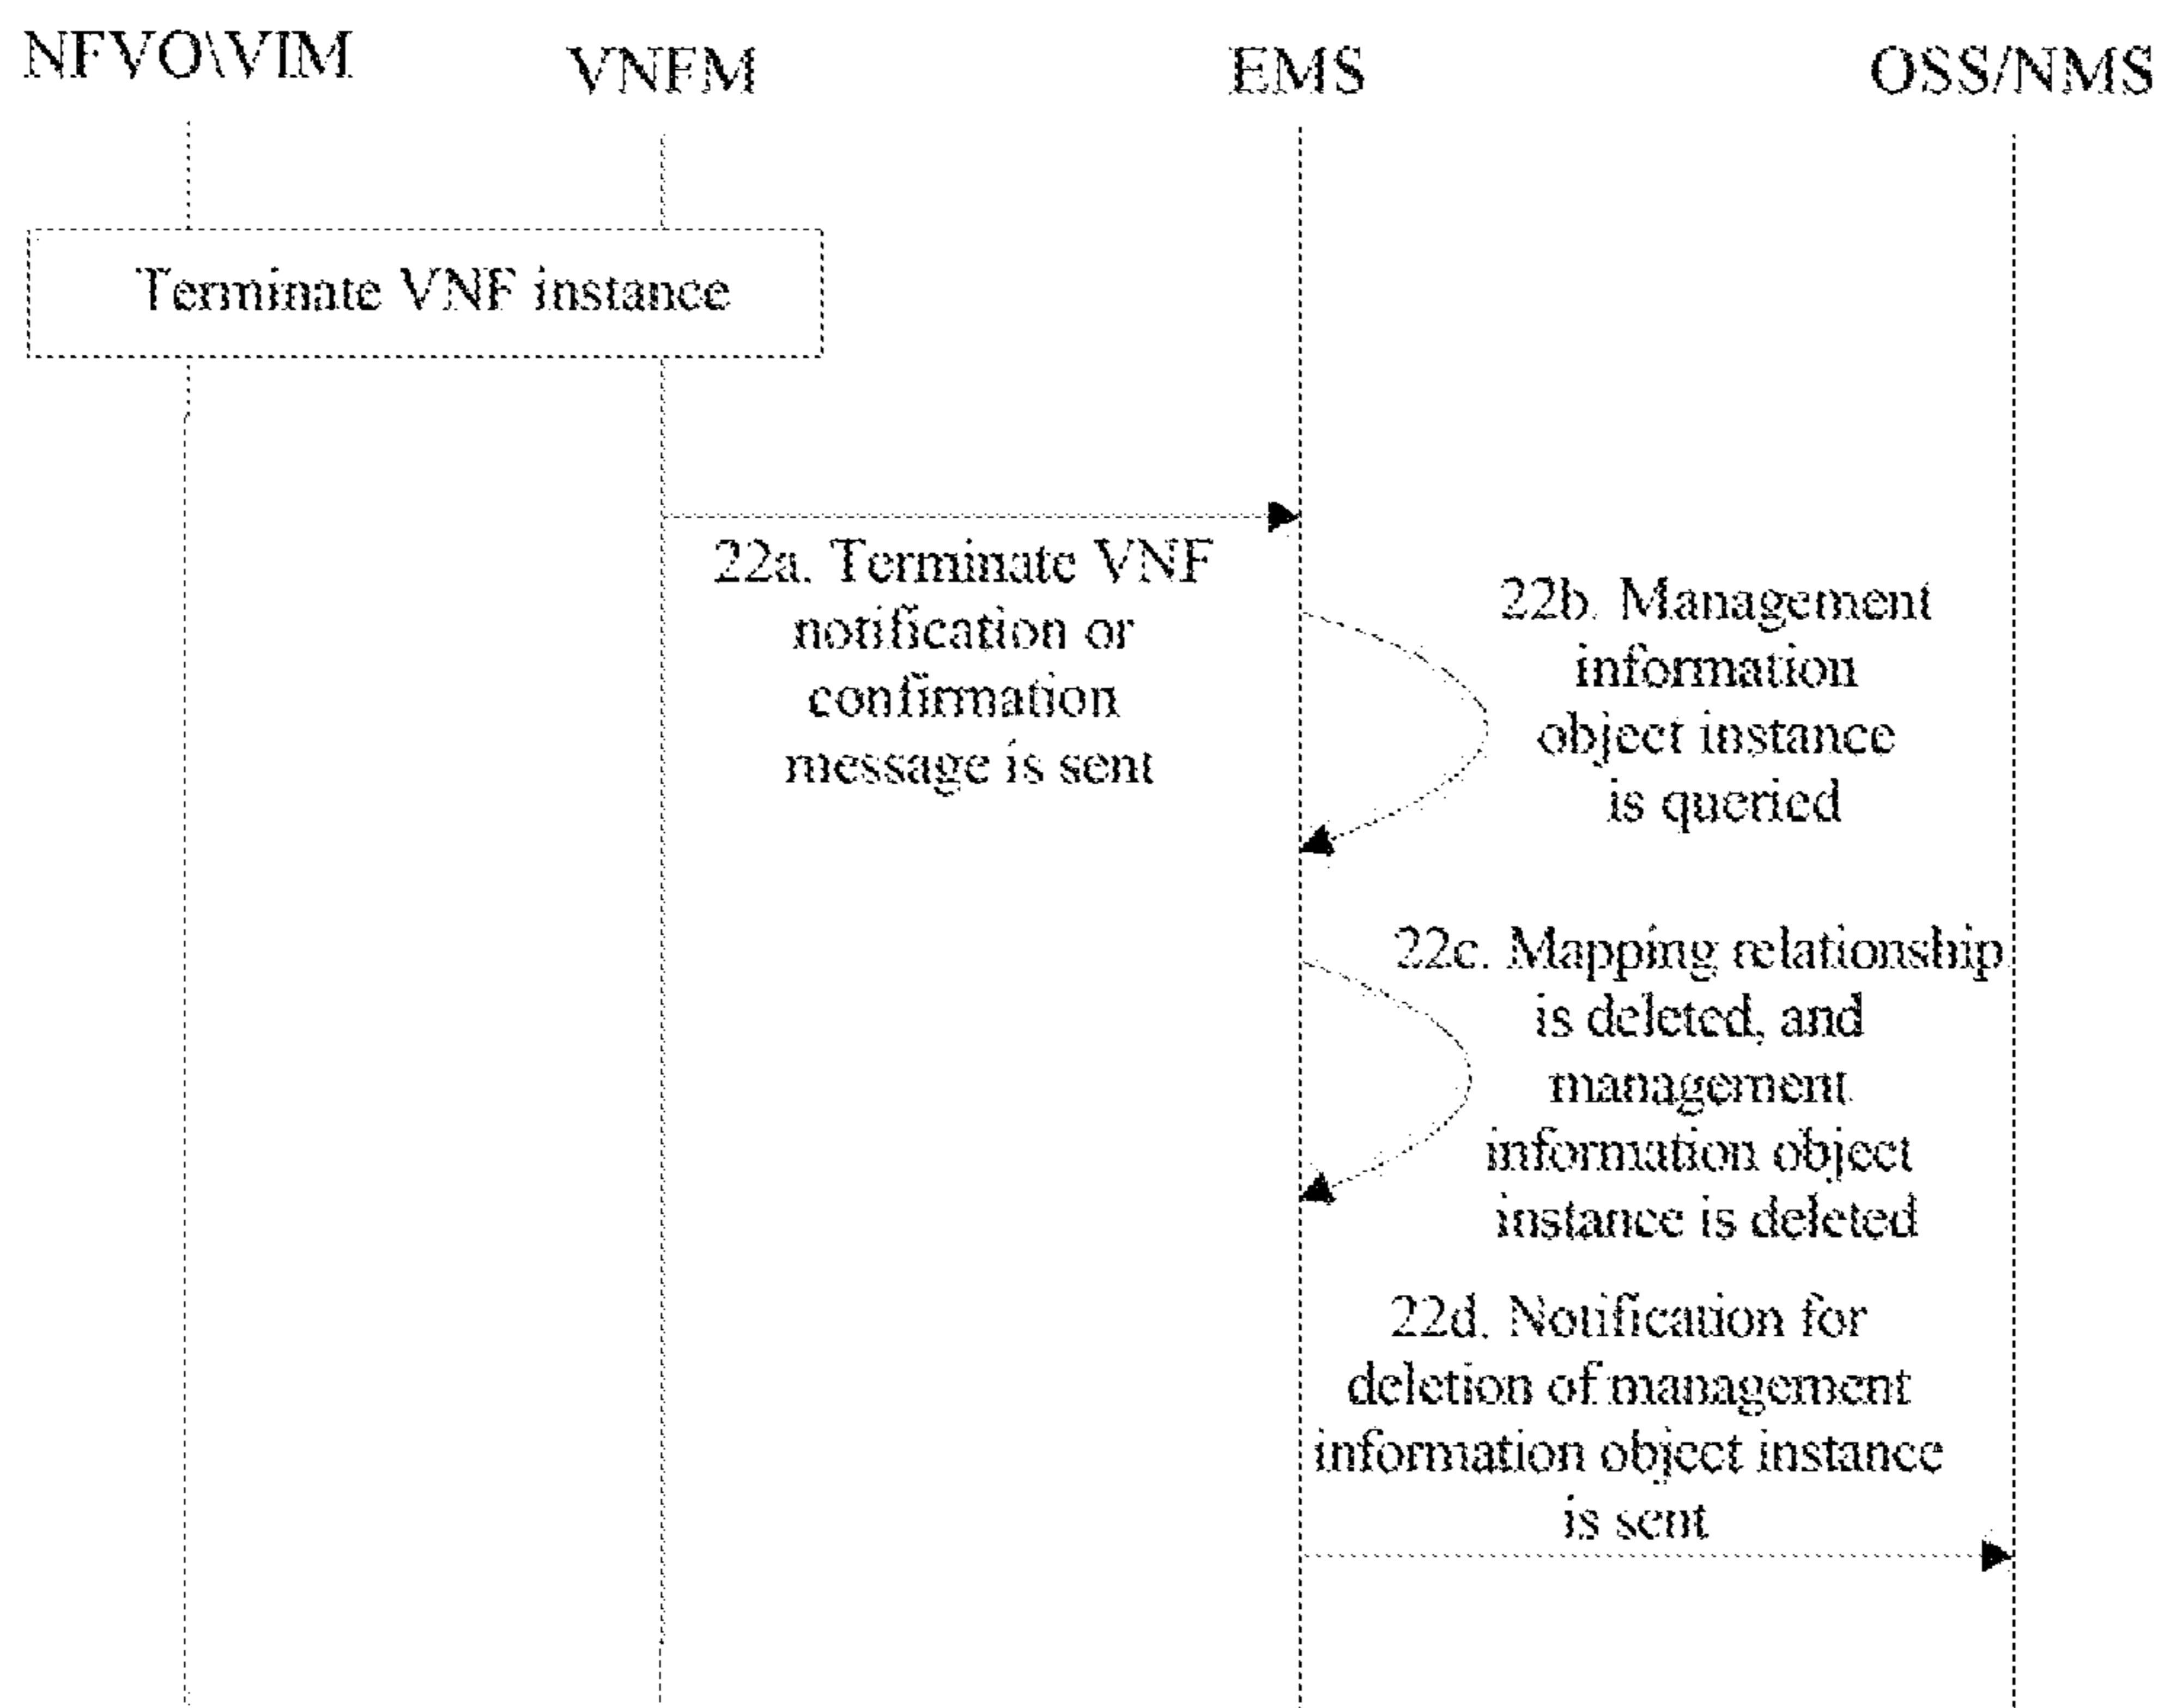 NFVO\VIM
VNFM
EMS
OSS/NMS
Terminate VNF instance
22a. Terminate VNF
notification or
confirmation
message is sent
22b. Management
information
object instance
is queried
22c. Mapping relationship
is deleted, and
management
information object
instance is deleted
22d. Notification for
deletion of management
information object instance
is sent